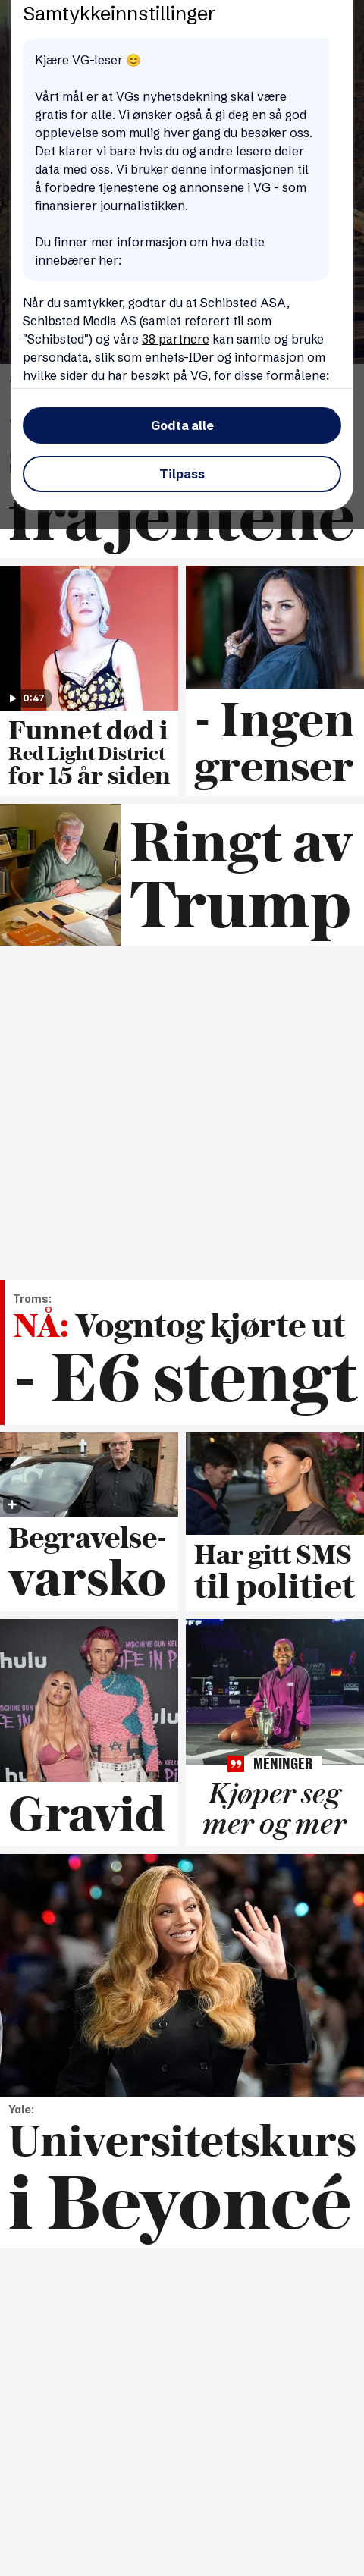 Samtykkeinnstillinger
Kjære VG-leser 😊
Vårt mål er at VGs nyhetsdekning skal være
gratis for alle. Vi ønsker også å gi deg en så god
opplevelse som mulig hver gang du besøker oss.
Det klarer vi bare hvis du og andre lesere deler
data med oss. Vi bruker denne informasjonen til
å forbedre tjenestene og annonsene i VG - som
finansierer journalistikken.
Du finner mer informasjon om hva dette
innebærer her:
Når du samtykker, godtar du at Schibsted ASA,
Schibsted Media AS (samlet referert til som
"Schibsted") og våre 38 partnere kan samle og bruke
persondata, slik som enhets-IDer og informasjon om
hvilke sider du har besøkt på VG, for disse formålene:
Godta alle
Tilpass
fra jentene
0:47
Funnet død i
Red Light District
for 15 år siden
- Ingen
grenser
Ringt av
Trump
Troms:
NÅ: Vogntog kjørte ut
- E6 stengt
Begravelse-
varsko
Har gitt SMS
til politiet
hulu
MACHINE GUN KELLY
hulu
Gravid
MENINGER
Kjøper seg
mer og mer
Yale:
Universitetskurs
i Beyoncé